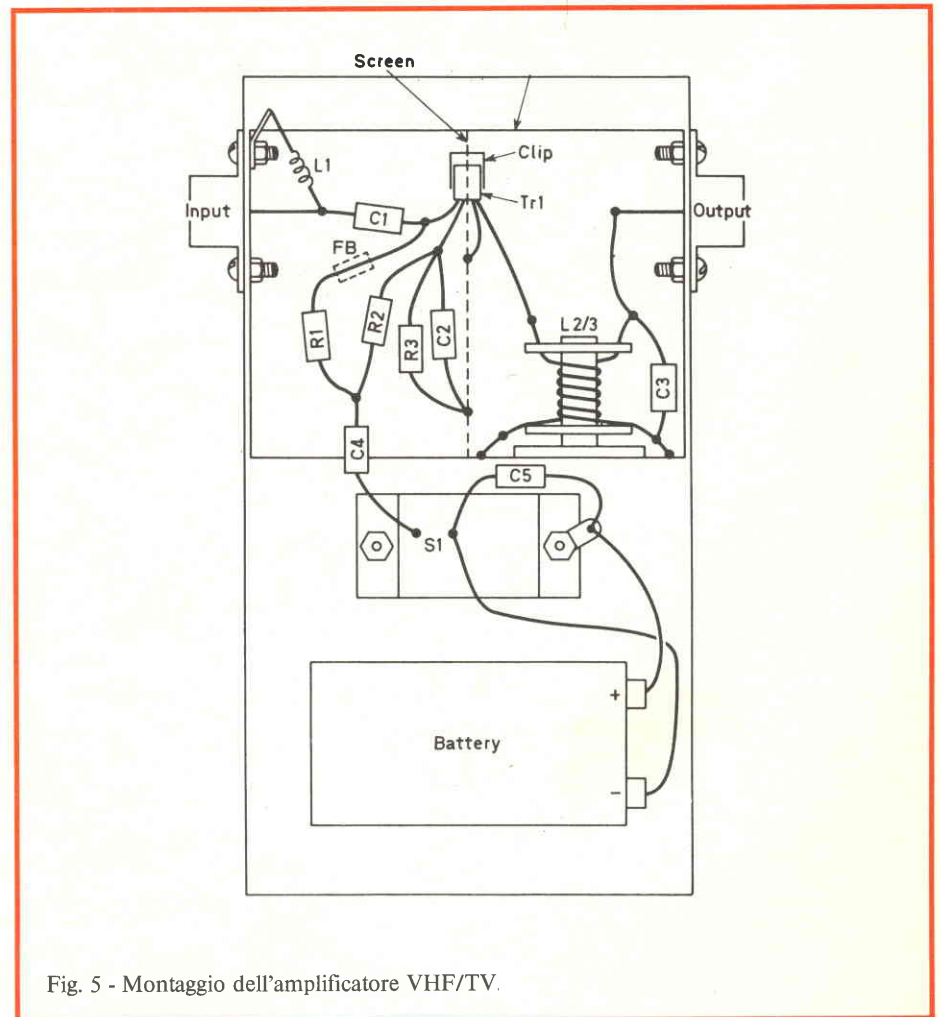 Screen
Clip
L1
Tr1
Input
C1
Output
FB
L 2/3
R1
R2
R3
C2
C3
C4
C5
S1
+
Battery
−
Fig. 5 - Montaggio dell'amplificatore VHF/TV.